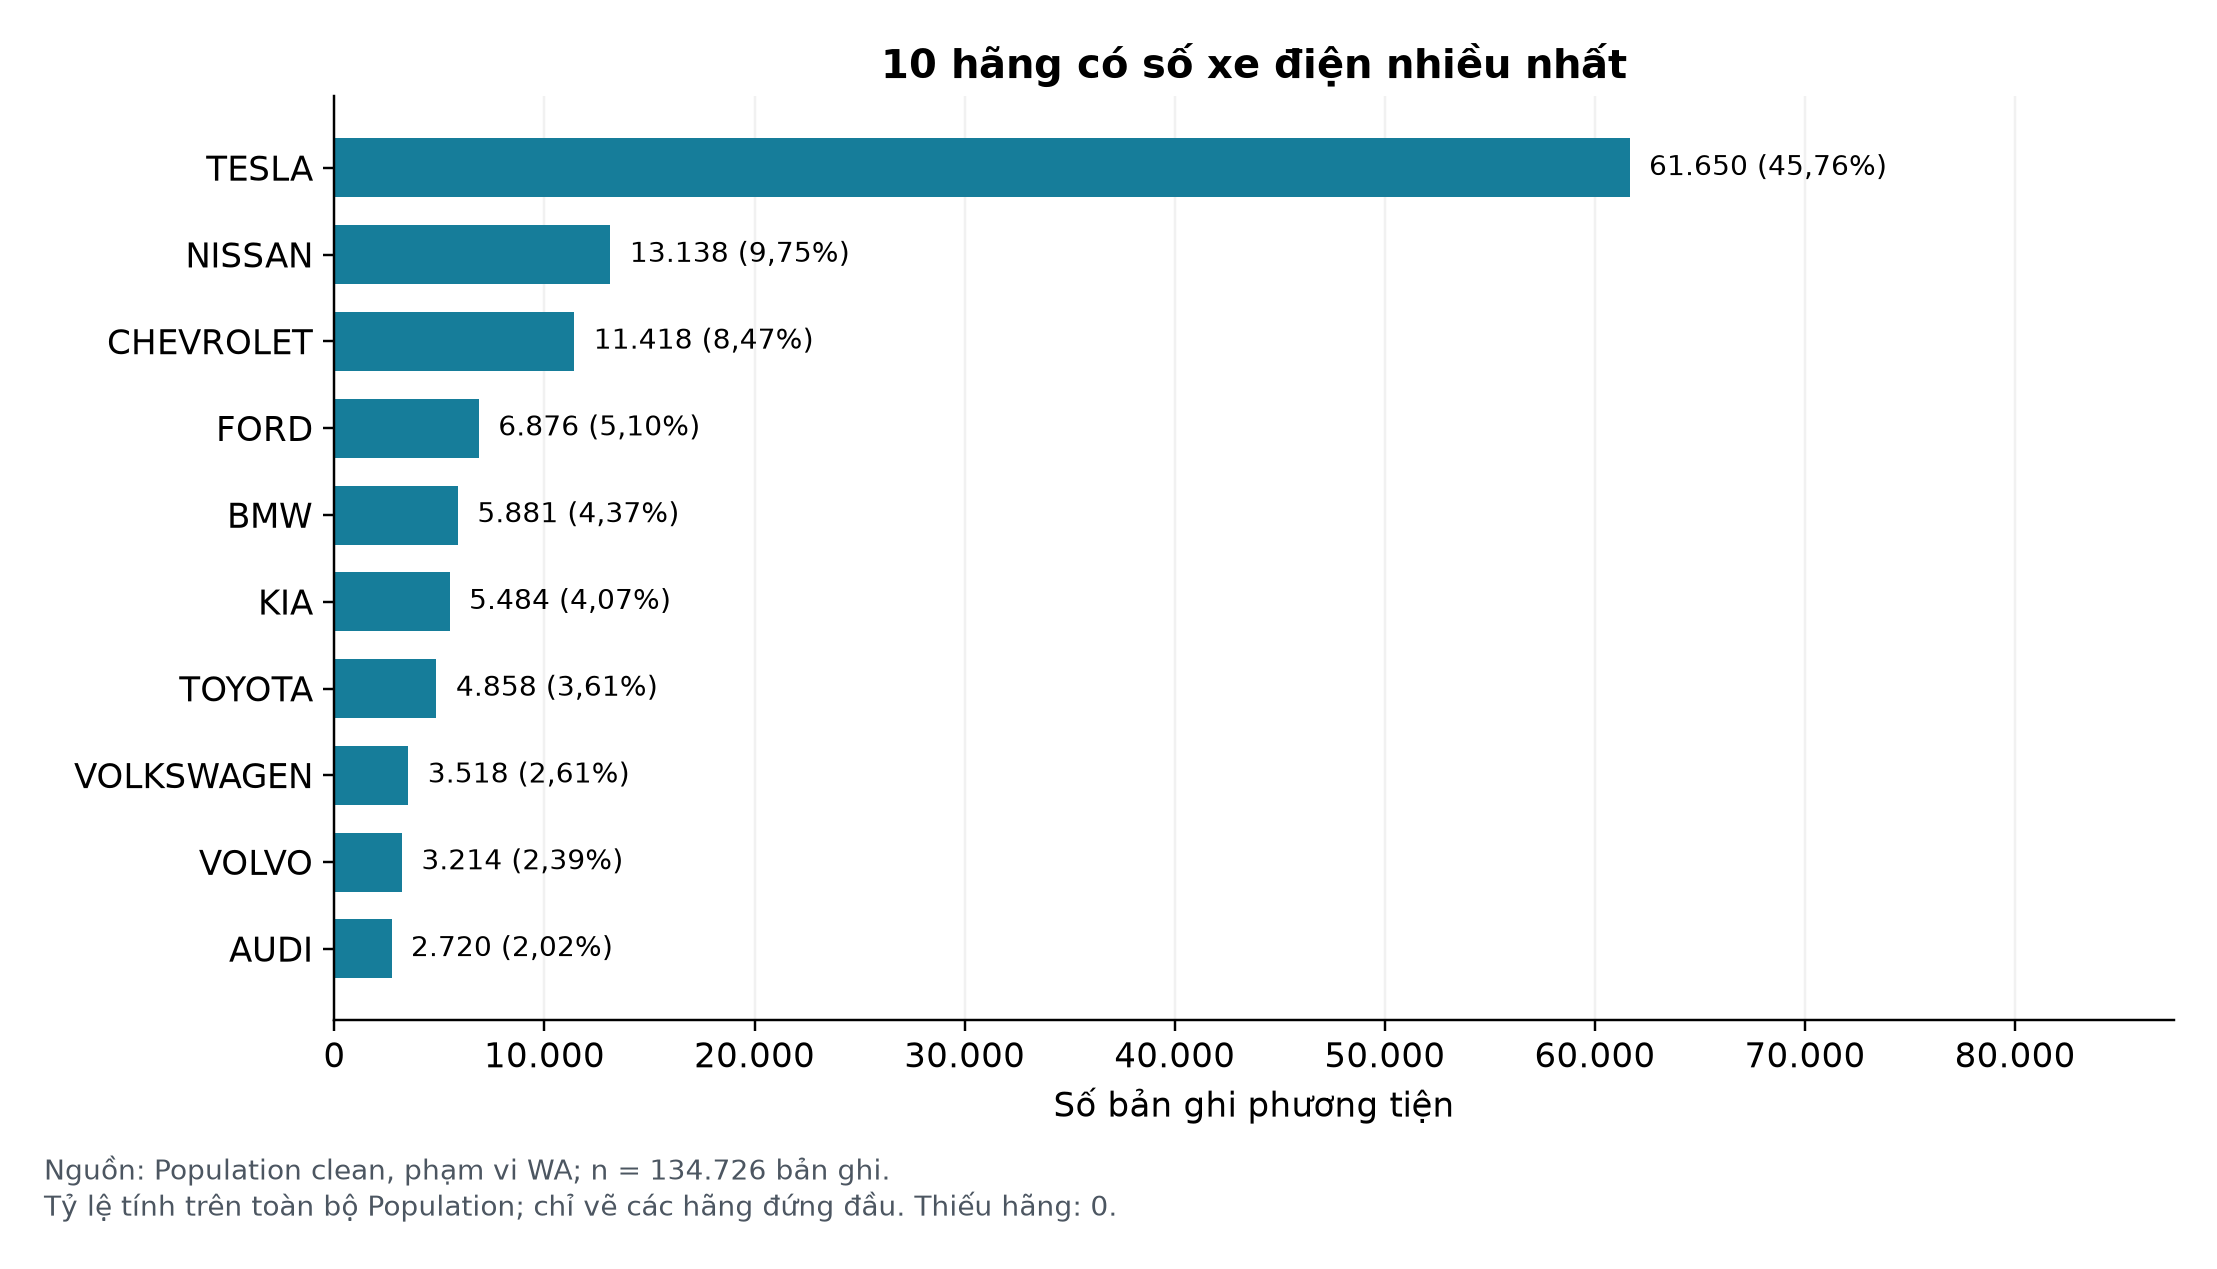 10 hãng có số xe điện nhiều nhất
TESLA 61.650 (45,76%)
NISSAN 13.138 (9,75%)
CHEVROLET 11.418 (8,47%)
FORD 6.876 (5,10%)
BMW 5.881 (4,37%)
KIA 5.484 (4,07%)
TOYOTA 4.858 (3,61%)
VOLKSWAGEN 3.518 (2,61%)
VOLVO 3.214 (2,39%)
AUDI 2.720 (2,02%)
0 10.000 20.000 30.000 40.000 50.000 60.000 70.000 80.000
Số bản ghi phương tiện
Nguồn: Population clean, phạm vi WA; n = 134.726 bản ghi.
Tỷ lệ tính trên toàn bộ Population; chỉ vẽ các hãng đứng đầu. Thiếu hãng: 0.